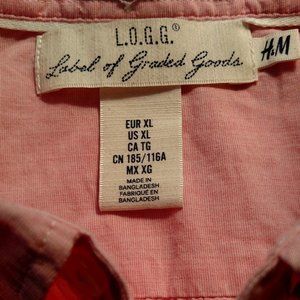 L.O.G.G.®
Label of Graded Goods
H&M
EUR XL
US XL
CA TG
CN 185/116A
MX XG
MADE IN
BANGLADESH
FABRIQUÉ EN
BANGLADESH